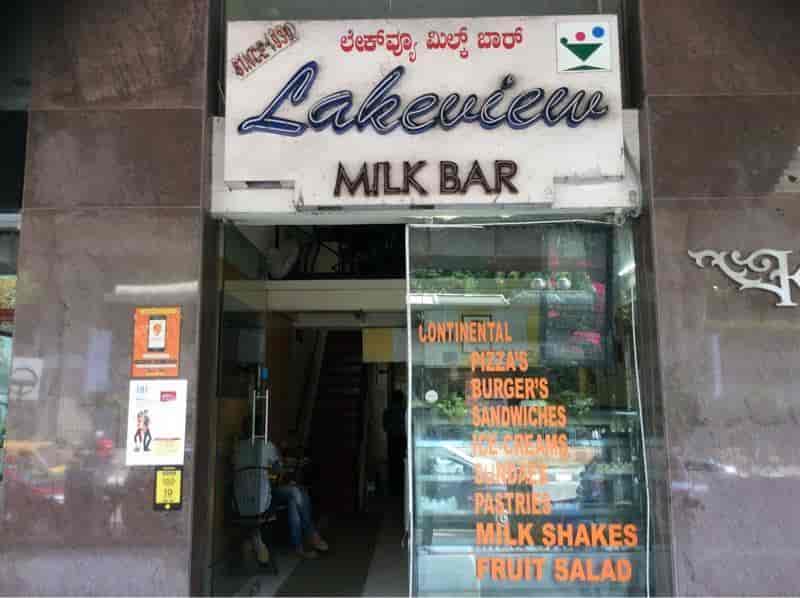 SINCE-1930
ಲೇಕ್‌ವ್ಯೂ ಮಿಲ್ಕ್ ಬಾರ್
Lakeview
MILK BAR
CONTINENTAL
PIZZA'S
BURGER'S
SANDWICHES
ICE CREAMS
SUNDAES
PASTRIES
MILK SHAKES
FRUIT SALAD